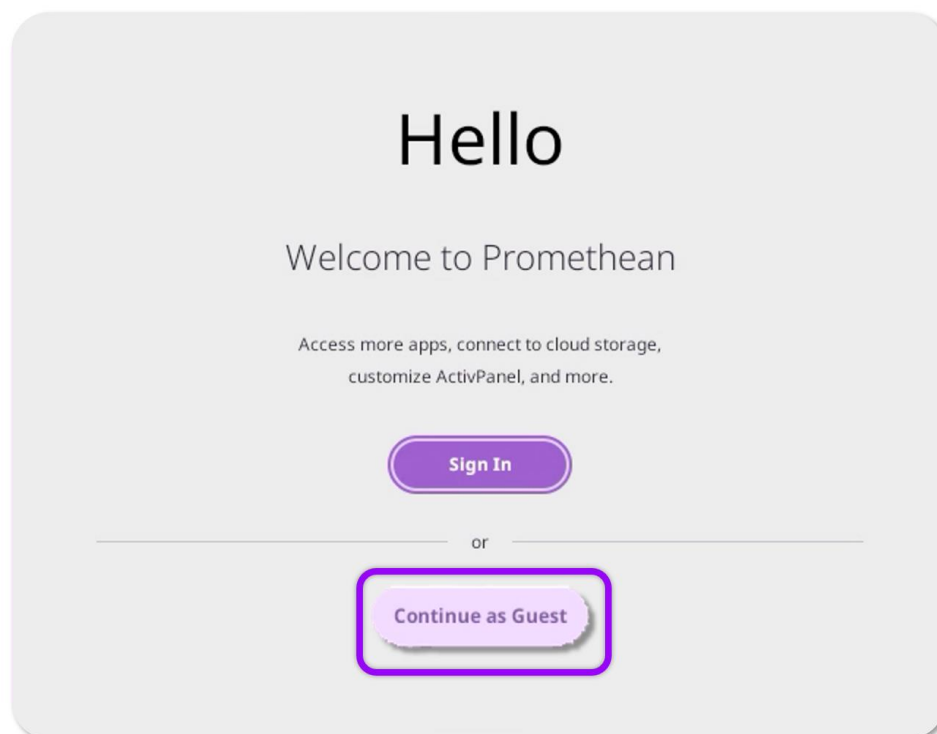 Hello
Welcome to Promethean
Access more apps, connect to cloud storage,
customize ActivPanel, and more.
Sign In
or
Continue as Guest